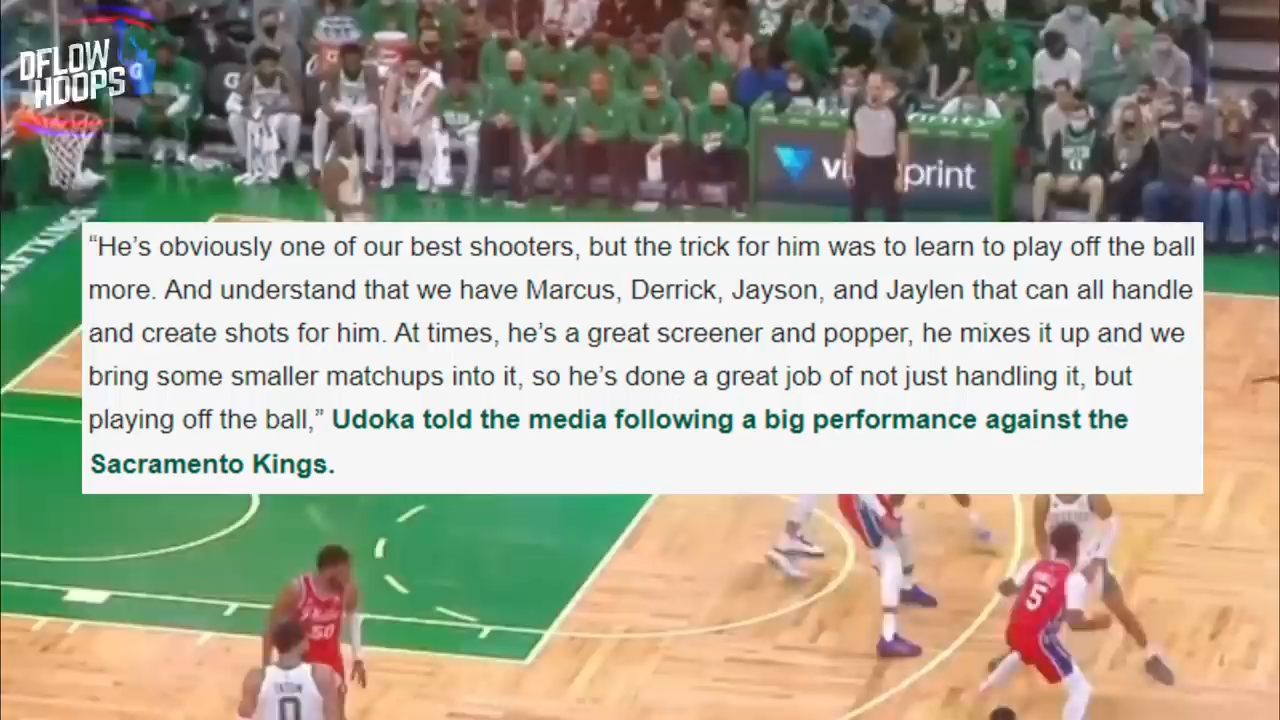 DFLOW
HOOPS
print
“He’s obviously one of our best shooters, but the trick for him was to learn to play off the ball
more. And understand that we have Marcus, Derrick, Jayson, and Jaylen that can all handle
and create shots for him. At times, he’s a great screener and popper, he mixes it up and we
bring some smaller matchups into it, so he’s done a great job of not just handling it, but
playing off the ball,” Udoka told the media following a big performance against the
Sacramento Kings.
50
5
TATUM
0